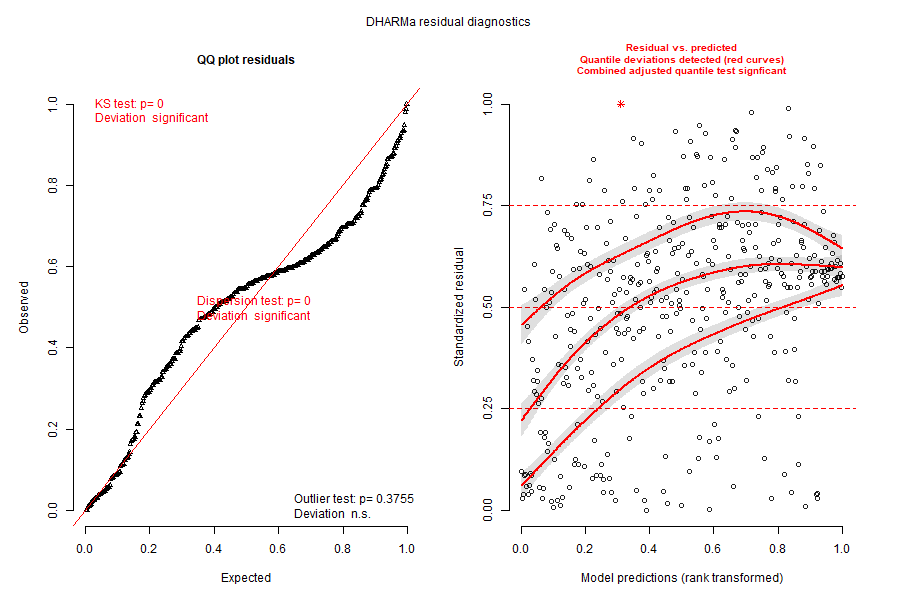 DHARMa residual diagnostics
QQ plot residuals
KS test: p= 0
Deviation significant
Dispersion test: p= 0
Deviation significant
Outlier test: p= 0.3755
Deviation n.s.
Observed
0.0
0.2
0.4
0.6
0.8
1.0
0.0
0.2
0.4
0.6
0.8
1.0
Expected
Residual vs. predicted
Quantile deviations detected (red curves)
Combined adjusted quantile test signficant
Standardized residual
0.00
0.25
0.50
0.75
1.00
0.0
0.2
0.4
0.6
0.8
1.0
Model predictions (rank transformed)